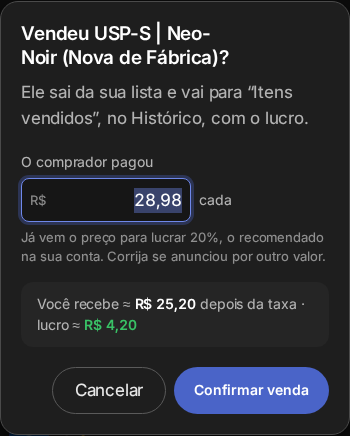 Vendeu USP-S | Neo-
Noir (Nova de Fábrica)?
Ele sai da sua lista e vai para “Itens
vendidos”, no Histórico, com o lucro.
O comprador pagou
R$ 28,98 cada
Já vem o preço para lucrar 20%, o recomendado
na sua conta. Corrija se anunciou por outro valor.
Você recebe ≈ R$ 25,20 depois da taxa ·
lucro ≈ R$ 4,20
Cancelar Confirmar venda